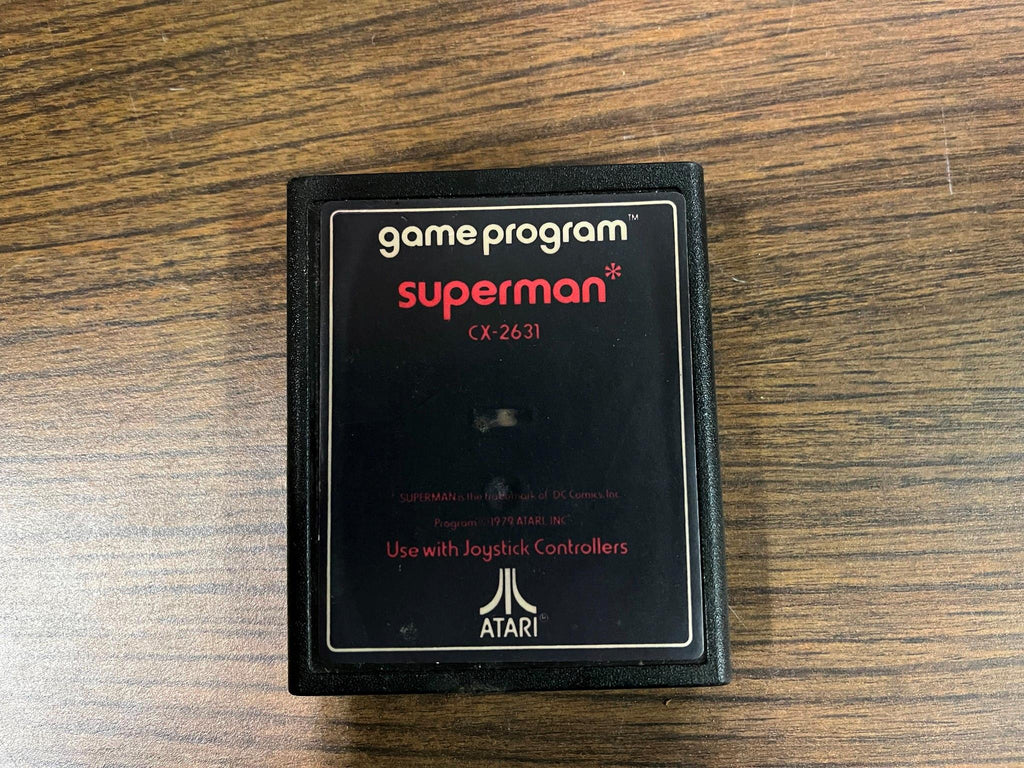 game program™
superman*
CX-2631
SUPERMAN is the trademark of DC Comics, Inc.
Program © 1979 ATARI, INC.
Use with Joystick Controllers
ATARI®